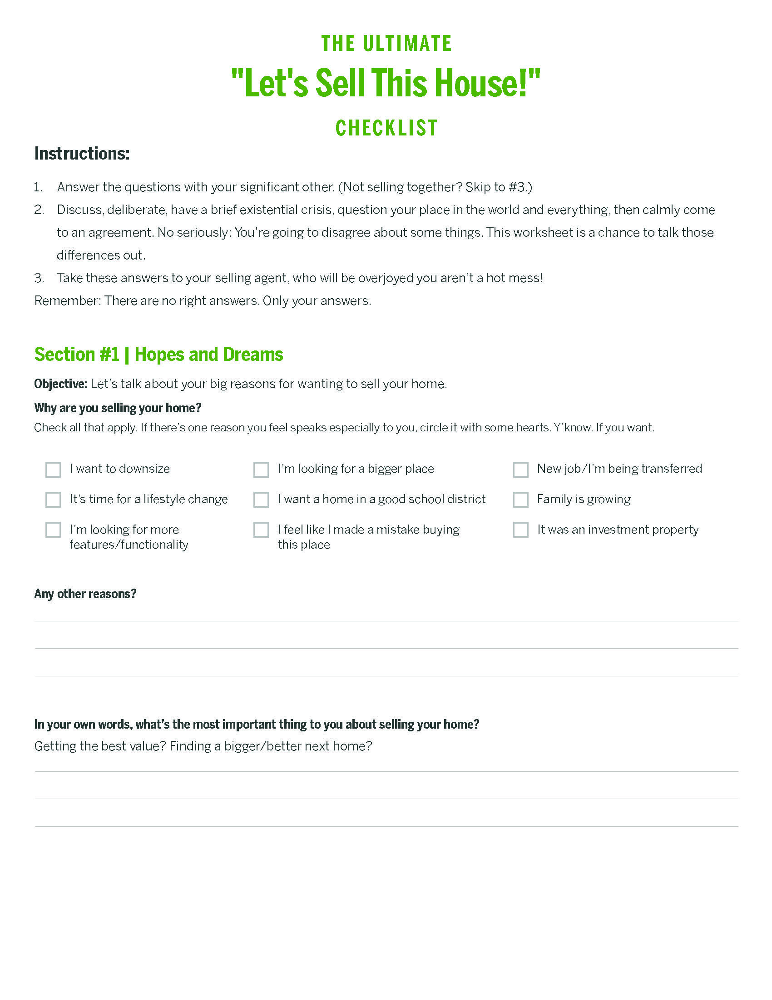 THE ULTIMATE
"Let's Sell This House!"
CHECKLIST
Instructions:
1. Answer the questions with your significant other. (Not selling together? Skip to #3.)
2. Discuss, deliberate, have a brief existential crisis, question your place in the world and everything, then calmly come
to an agreement. No seriously: You’re going to disagree about some things. This worksheet is a chance to talk those
differences out.
3. Take these answers to your selling agent, who will be overjoyed you aren’t a hot mess!
Remember: There are no right answers. Only your answers.
Section #1 | Hopes and Dreams
Objective: Let’s talk about your big reasons for wanting to sell your home.
Why are you selling your home?
Check all that apply. If there’s one reason you feel speaks especially to you, circle it with some hearts. Y’know. If you want.
I want to downsize
I’m looking for a bigger place
New job/I’m being transferred
It’s time for a lifestyle change
I want a home in a good school district
Family is growing
I’m looking for more
features/functionality
I feel like I made a mistake buying
this place
It was an investment property
Any other reasons?
In your own words, what’s the most important thing to you about selling your home?
Getting the best value? Finding a bigger/better next home?